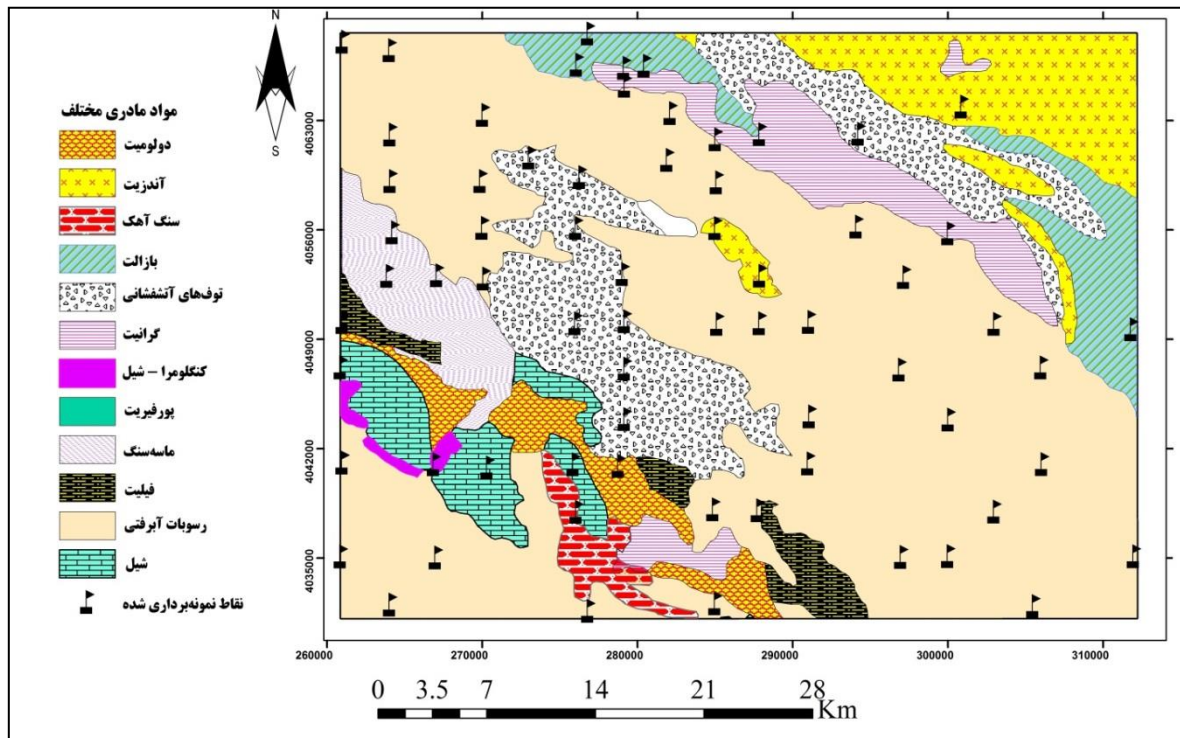 N
S
مواد مادری مختلف
دولومیت
آندزیت
سنگ آهک
بازالت
توف‌های آتشفشانی
گرانیت
کنگلومرا – شیل
پورفیریت
ماسه‌سنگ
فیلیت
رسوبات آبرفتی
شیل
نقاط نمونه‌برداری شده
4063000
4056000
4049000
4042000
4035000
260000 270000 280000 290000 300000 310000
0 3.5 7 14 21 28
Km